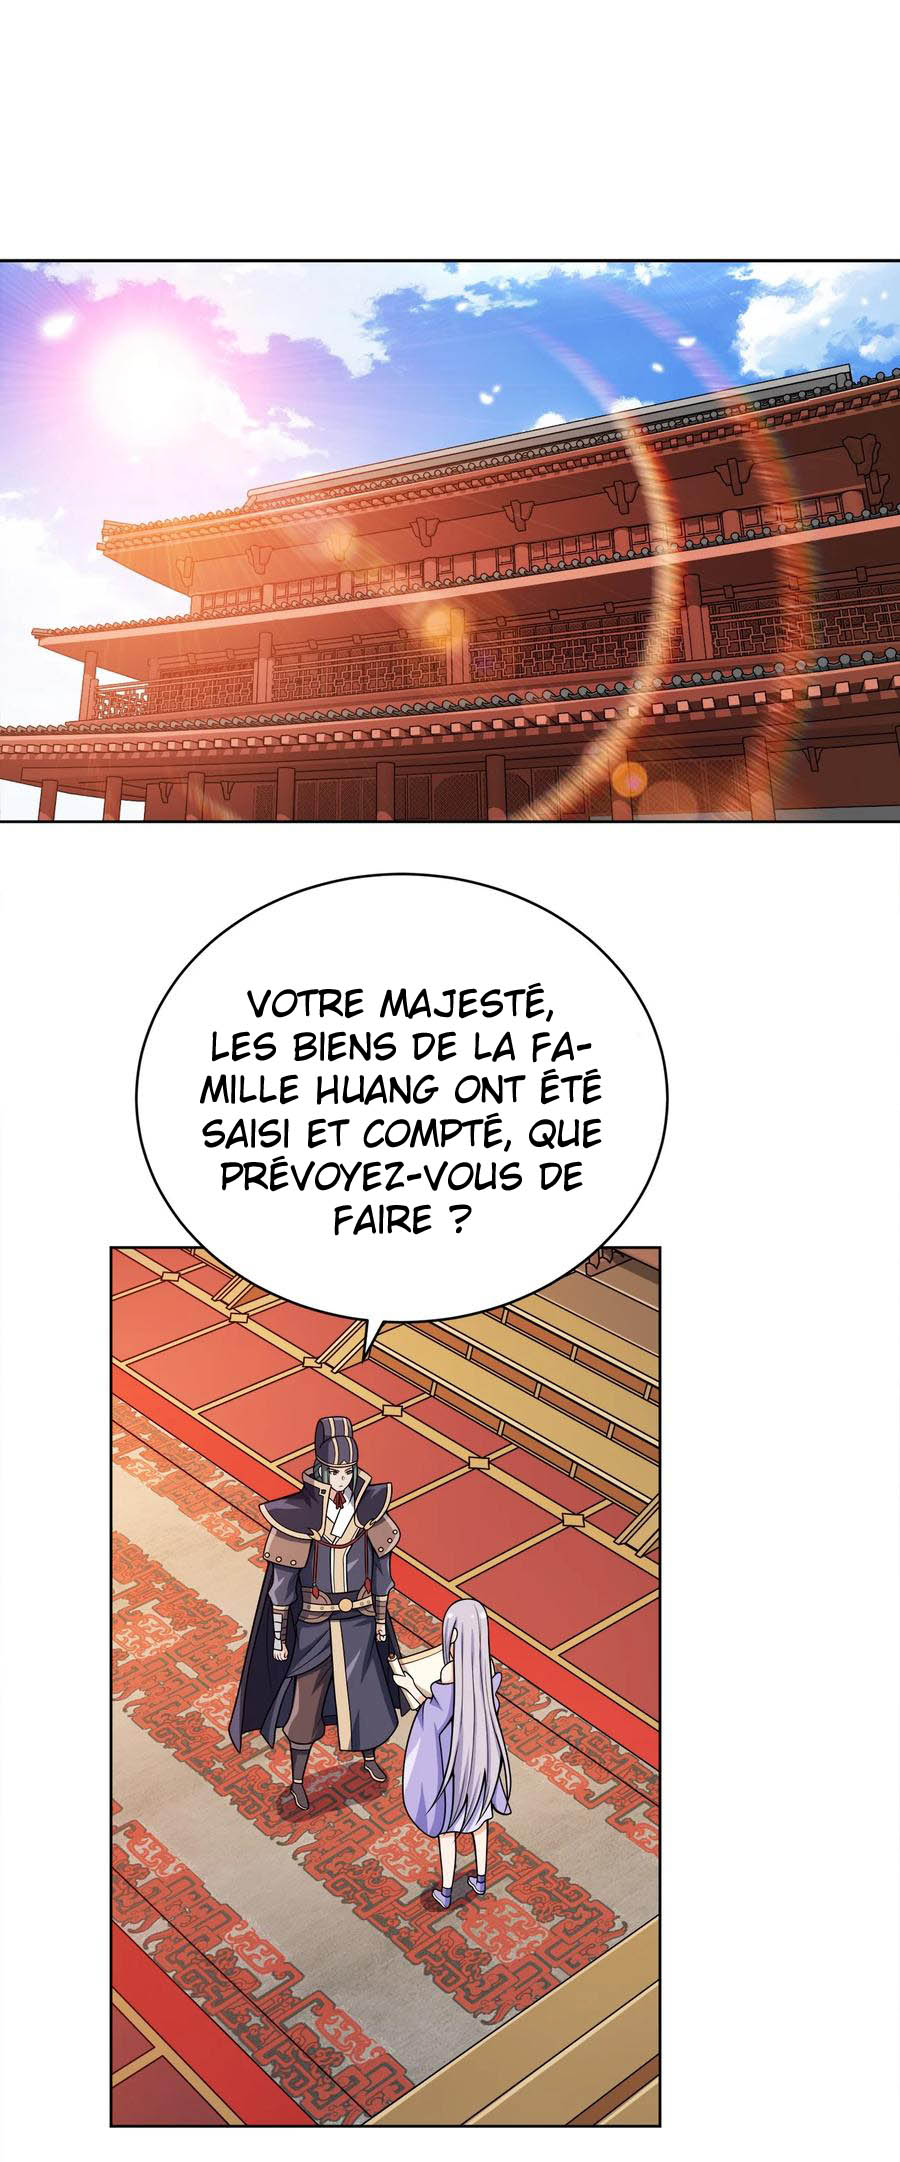 VOTRE MAJESTÉ,
LES BIENS DE LA FA-
MILLE HUANG ONT ÉTÉ
SAISI ET COMPTÉ, QUE
PRÉVOYEZ-VOUS DE
FAIRE ?